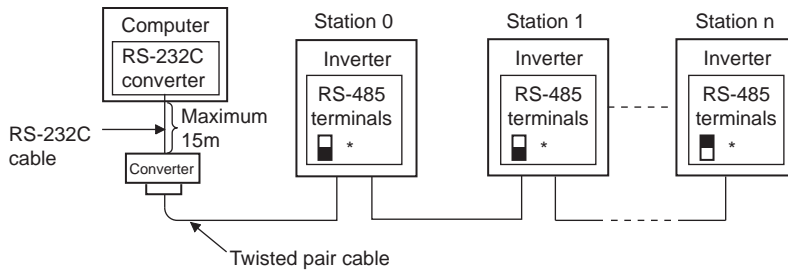 Computer
RS-232C
converter
Maximum
15m
RS-232C
cable
Converter
Twisted pair cable
Station 0
Inverter
RS-485
terminals
*
Station 1
Inverter
RS-485
terminals
*
Station n
Inverter
RS-485
terminals
*